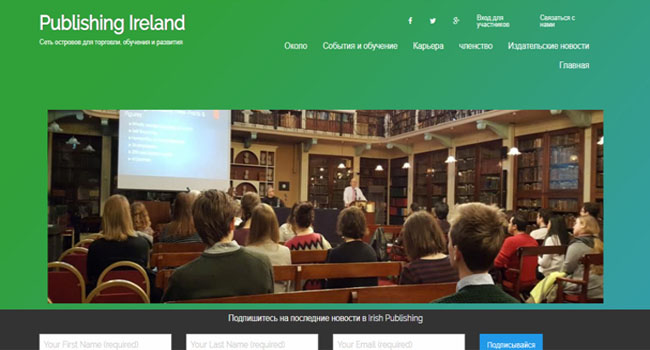 Publishing Ireland
Сеть островов для торговли, обучения и развития
Вход для участников
Связаться с нами
Около
События и обучение
Карьера
членство
Издательские новости
Главная
Figures
Подпишитесь на последние новости в Irish Publishing
Your First Name (required)
Your Last Name (required)
Your Email (required)
Подписывайся